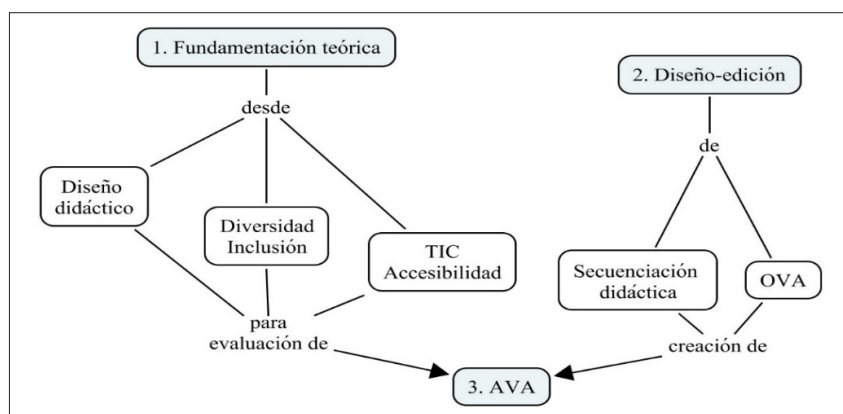 1. Fundamentación teórica
desde
Diseño
didáctico
Diversidad
Inclusión
TIC
Accesibilidad
para
evaluación de
2. Diseño-edición
de
Secuenciación
didáctica
OVA
creación de
3. AVA